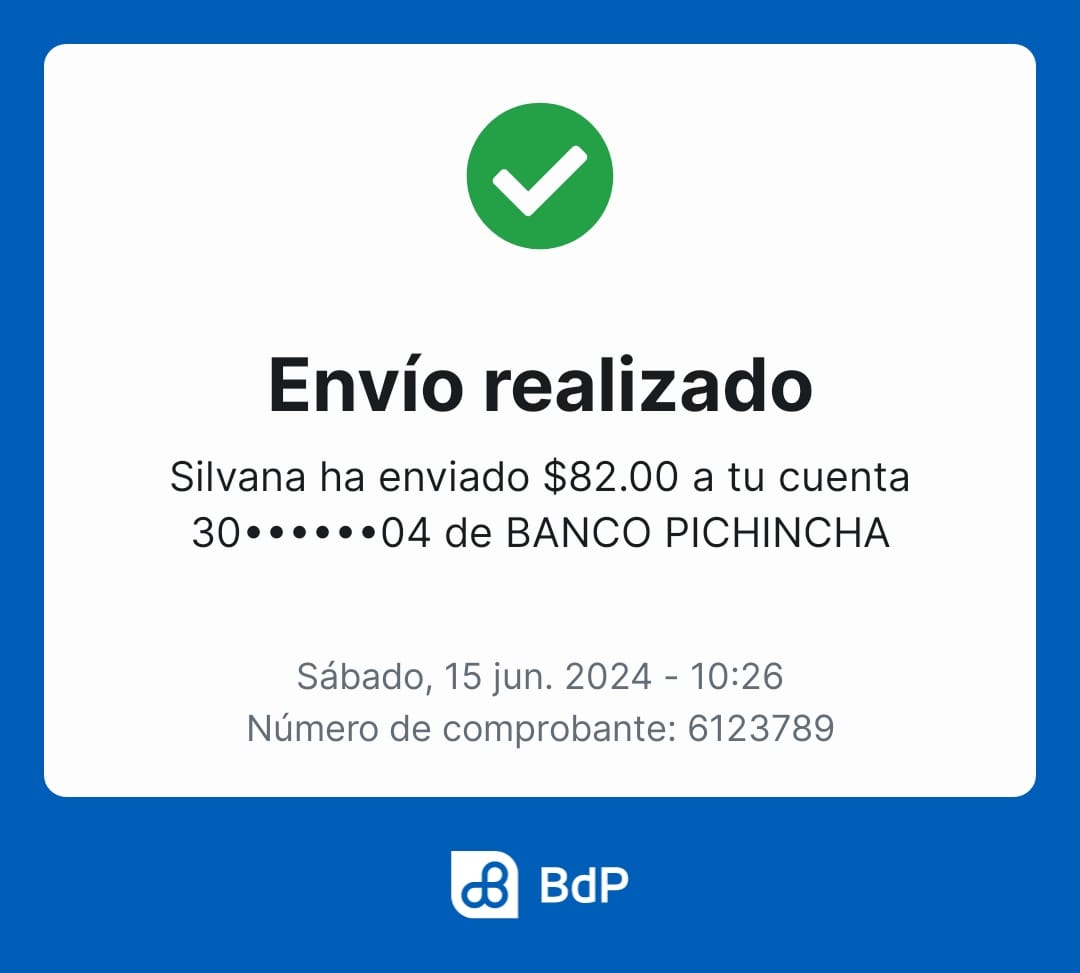 Envío realizado
Silvana ha enviado $82.00 a tu cuenta
30••••••04 de BANCO PICHINCHA
Sábado, 15 jun. 2024 - 10:26
Número de comprobante: 6123789
BdP